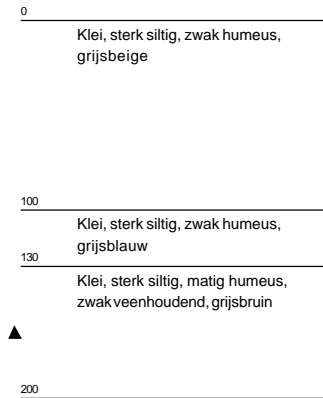 0
Klei, sterk siltig, zwak humeus,
grijsbeige
100
Klei, sterk siltig, zwak humeus,
grijsblauw
130
Klei, sterk siltig, matig humeus,
zwak veenhoudend, grijsbruin
200